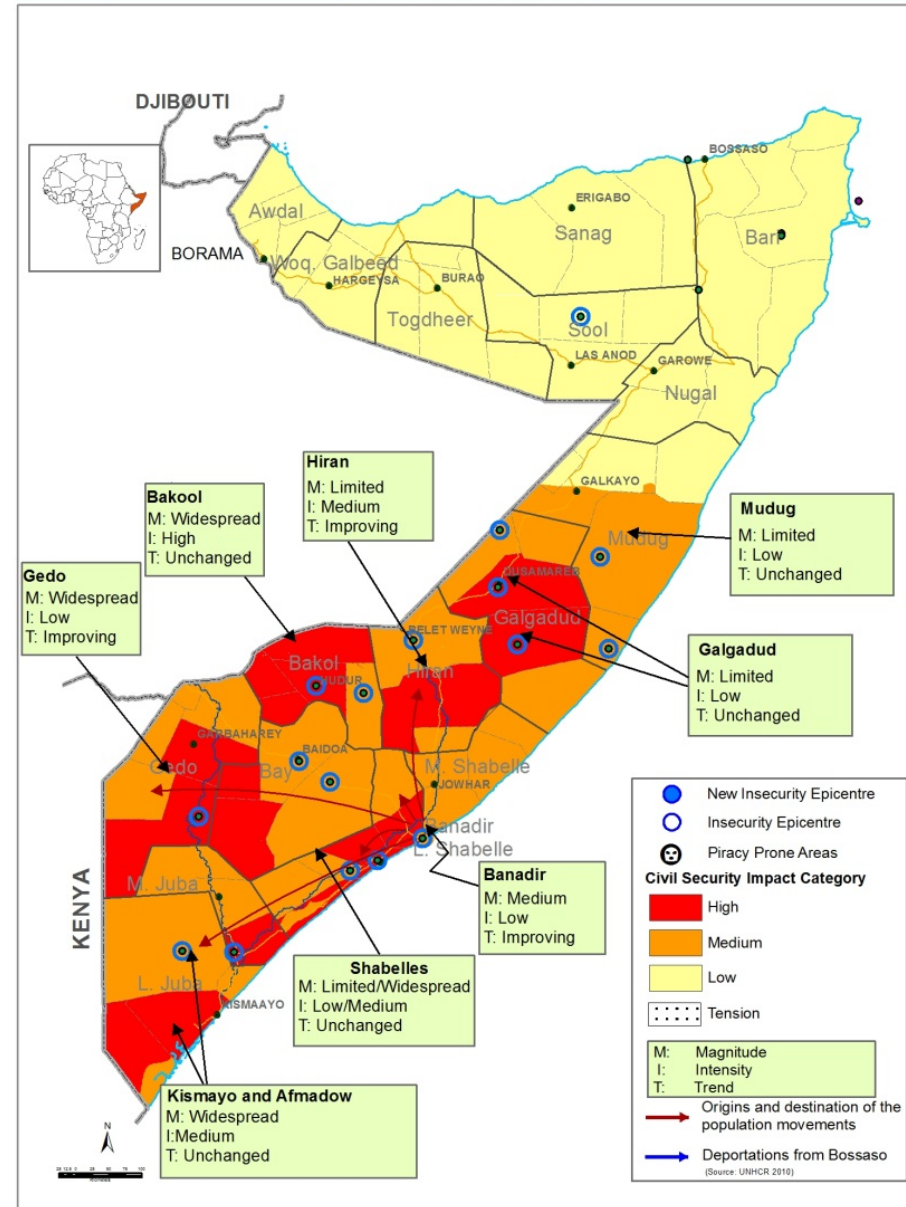 DJIBOUTI
BOSSASO
ERIGABO
Awdal
Sanag
Bari
BORAMA
Woq. Galbeed
HARGEYSA
BURAO
Togdheer
Sool
LAS ANOD
GAROWE
Nugal
GALKAYO
Hiran
M: Limited
I: Medium
T: Improving
Bakool
M: Widespread
I: High
T: Unchanged
Mudug
M: Limited
I: Low
T: Unchanged
Gedo
M: Widespread
I: Low
T: Improving
Mudug
DUSAMAREB
Galgadud
BELET WEYNE
Galgadud
M: Limited
I: Low
T: Unchanged
Bakol
HUDUR
Hiran
GARBAHAREY
Gedo
BAIDOA
Bay
M. Shabelle
JOWHAR
Banadir
L. Shabelle
Banadir
M: Medium
I: Low
T: Improving
KENYA
M. Juba
Shabelles
M: Limited/Widespread
I: Low/Medium
T: Unchanged
L. Juba
KISMAAYO
Kismayo and Afmadow
M: Widespread
I:Medium
T: Unchanged
N
New Insecurity Epicentre
Insecurity Epicentre
Piracy Prone Areas
Civil Security Impact Category
High
Medium
Low
Tension
M: Magnitude
I: Intensity
T: Trend
Origins and destination of the
population movements
Deportations from Bossaso
(Source: UNHCR 2010)